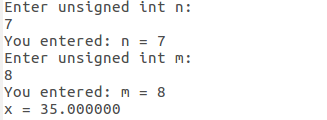 Enter unsigned int n:
7
You entered: n = 7
Enter unsigned int m:
8
You entered: m = 8
x = 35.000000